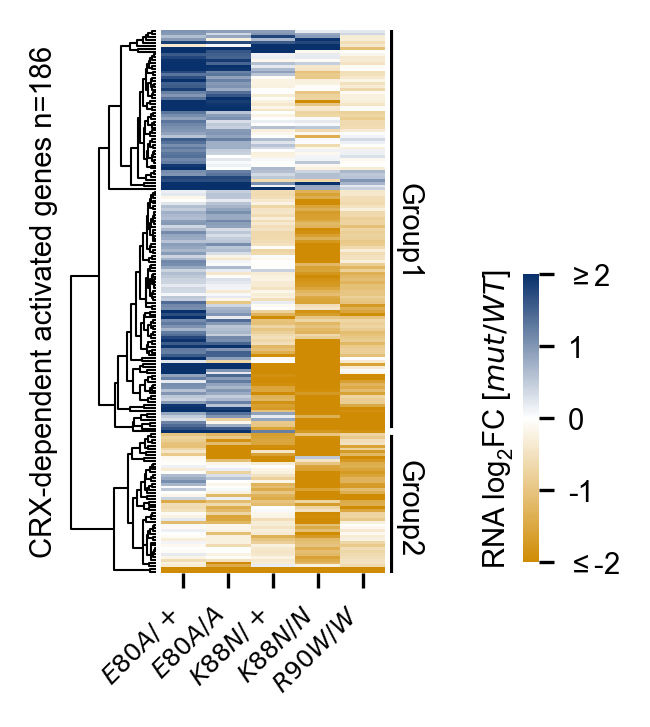 CRX-dependent activated genes n=186
Group1
Group2
E80A/ +
E80A/A
K88N/ +
K88N/N
R90W/W
RNA log₂FC [mut/WT]
≥2
1
0
-1
≤-2